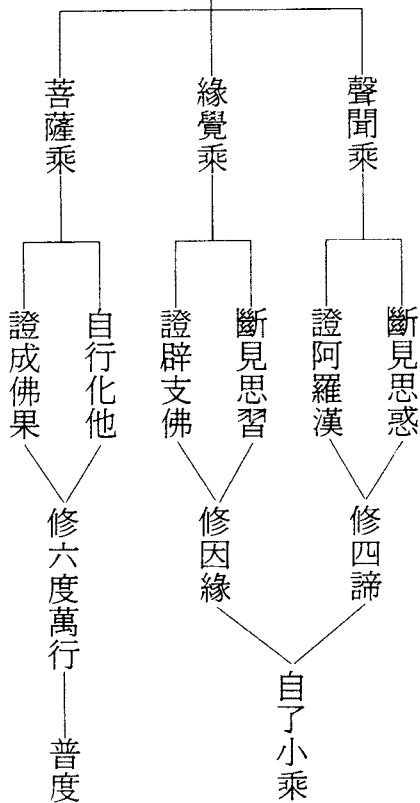 聲聞乘
斷見思惑
證阿羅漢
修四諦
緣覺乘
斷見思習
證辟支佛
修因緣
自了小乘
菩薩乘
自行化他
證成佛果
修六度萬行
普度